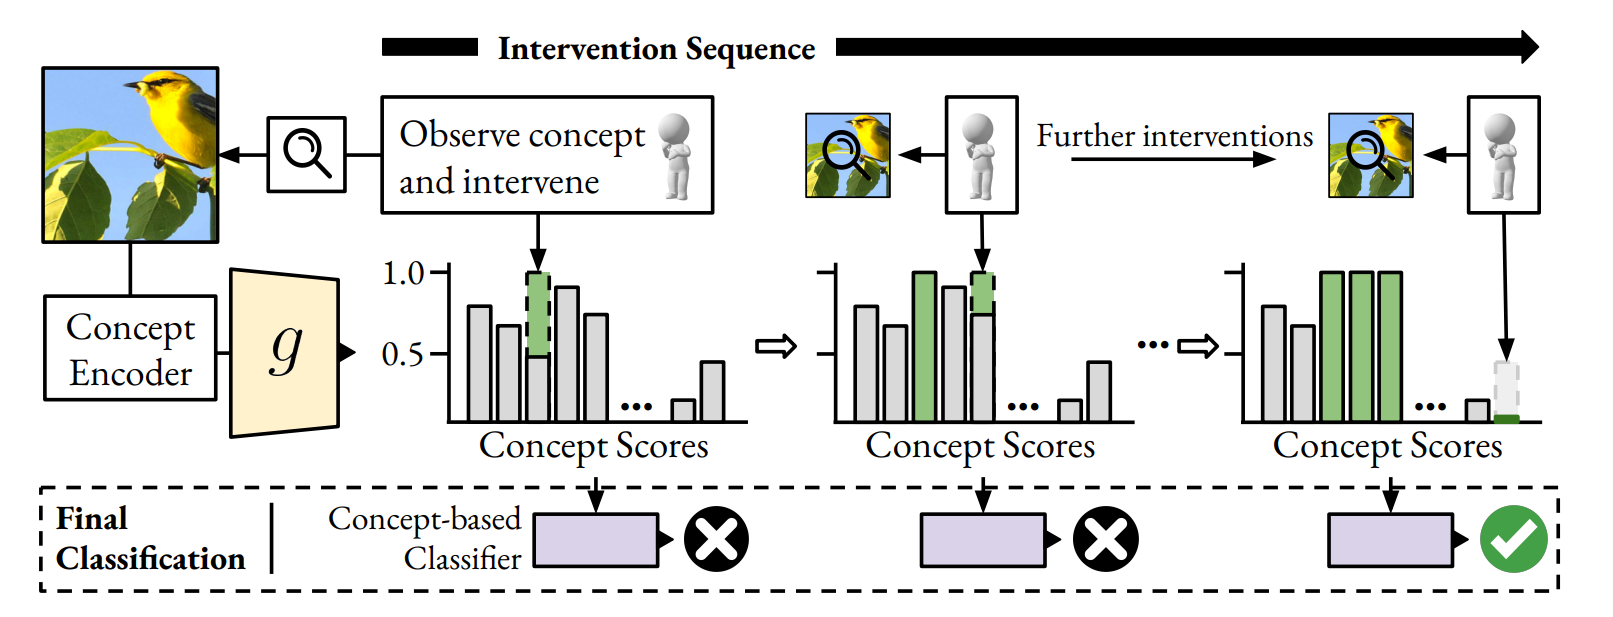 Intervention Sequence
Observe concept
and intervene
Further interventions
Concept
Encoder
g
1.0
0.5
...
...
...
...
Concept Scores
Concept Scores
Concept Scores
Final
Classification
Concept-based
Classifier